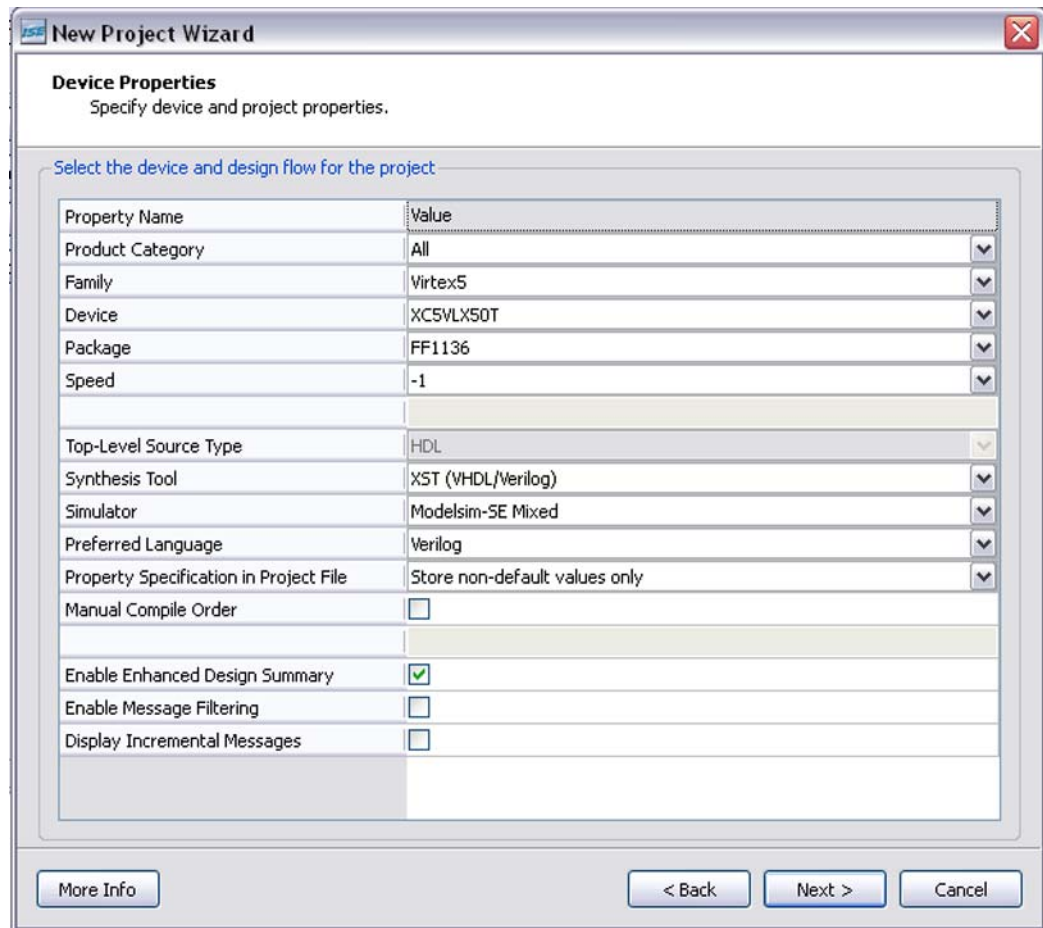 ISE New Project Wizard
Device Properties
Specify device and project properties.
Select the device and design flow for the project
Property Name Value
Product Category All
Family Virtex5
Device XC5VLX50T
Package FF1136
Speed -1
Top-Level Source Type HDL
Synthesis Tool XST (VHDL/Verilog)
Simulator Modelsim-SE Mixed
Preferred Language Verilog
Property Specification in Project File Store non-default values only
Manual Compile Order
Enable Enhanced Design Summary
Enable Message Filtering
Display Incremental Messages
More Info < Back Next > Cancel